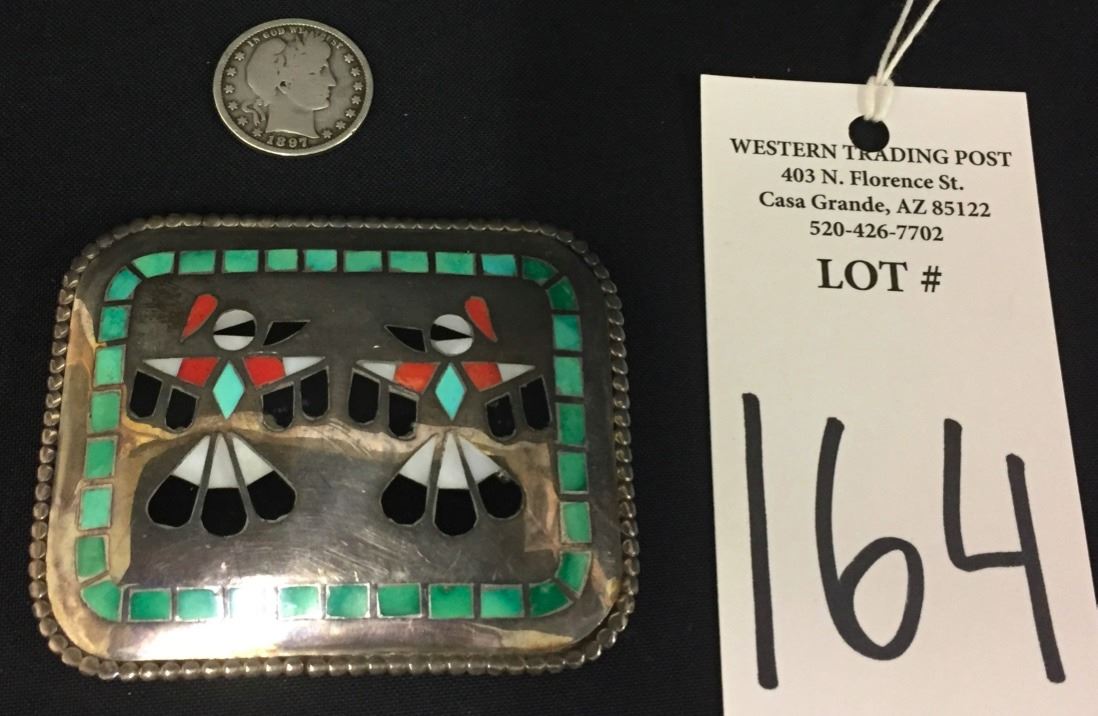 IN GOD WE TRUST
1897
WESTERN TRADING POST
403 N. Florence St.
Casa Grande, AZ 85122
520-426-7702
LOT #
164